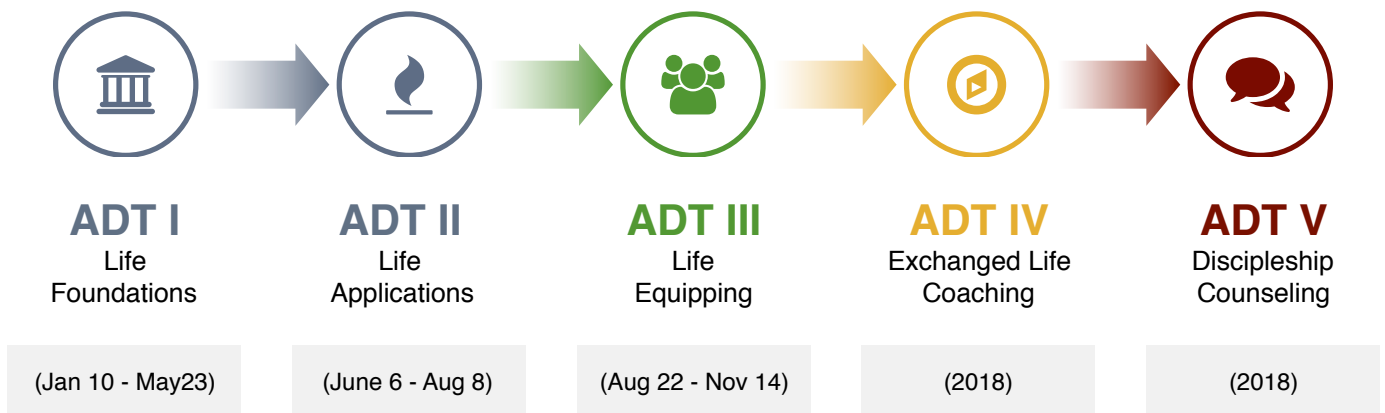 ADT I
Life
Foundations
(Jan 10 - May23)
ADT II
Life
Applications
(June 6 - Aug 8)
ADT III
Life
Equipping
(Aug 22 - Nov 14)
ADT IV
Exchanged Life
Coaching
(2018)
ADT V
Discipleship
Counseling
(2018)